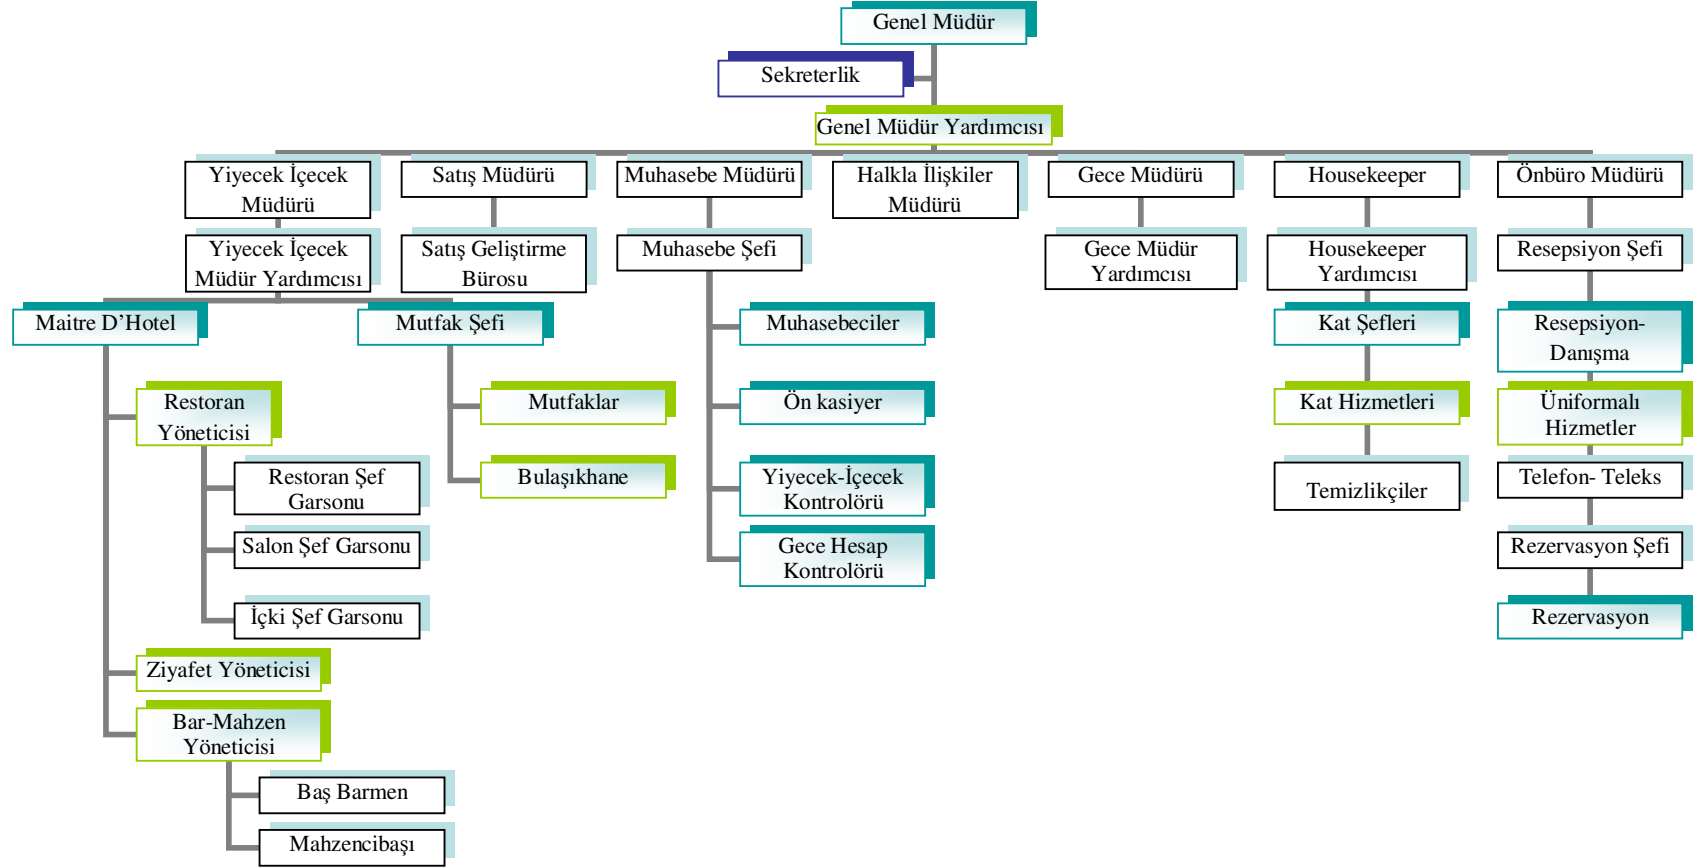 Genel Müdür
Sekreterlik
Genel Müdür Yardımcısı
Yiyecek İçecek
Müdürü
Satış Müdürü
Muhasebe Müdürü
Halkla İlişkiler
Müdürü
Gece Müdürü
Housekeeper
Önbüro Müdürü
Yiyecek İçecek
Müdür Yardımcısı
Satış Geliştirme
Bürosu
Muhasebe Şefi
Gece Müdür
Yardımcısı
Housekeeper
Yardımcısı
Resepsiyon Şefi
Maitre D’Hotel
Mutfak Şefi
Muhasebeciler
Kat Şefleri
Resepsiyon-
Danışma
Restoran
Yöneticisi
Mutfaklar
Ön kasiyer
Kat Hizmetleri
Üniformalı
Hizmetler
Restoran Şef
Garsonu
Bulaşıkhane
Yiyecek-İçecek
Kontrolörü
Temizlikçiler
Telefon- Teleks
Salon Şef Garsonu
Gece Hesap
Kontrolörü
Rezervasyon Şefi
İçki Şef Garsonu
Rezervasyon
Ziyafet Yöneticisi
Bar-Mahzen
Yöneticisi
Baş Barmen
Mahzencibaşı